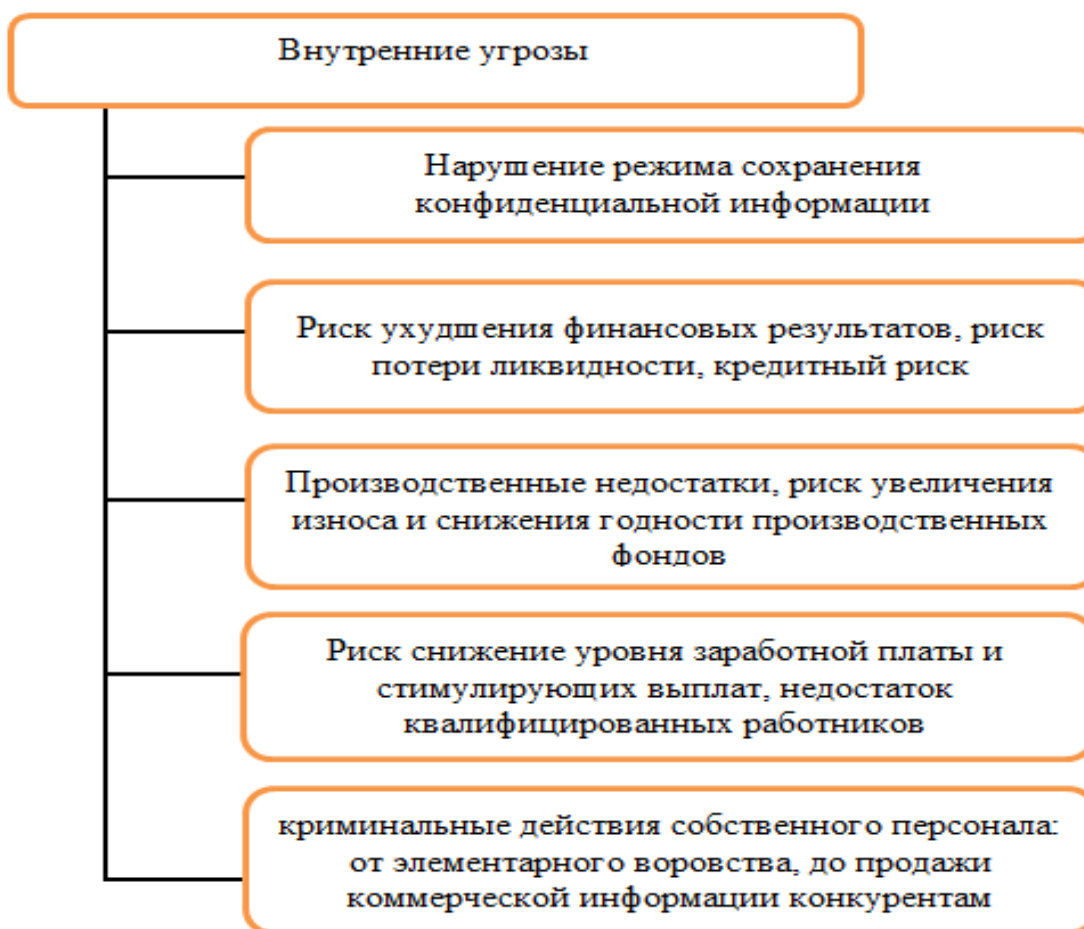 Внутренние угрозы
Нарушение режима сохранения
конфиденциальной информации
Риск ухудшения финансовых результатов, риск
потери ликвидности, кредитный риск
Производственные недостатки, риск увеличения
износа и снижения годности производственных
фондов
Риск снижение уровня заработной платы и
стимулирующих выплат, недостаток
квалифицированных работников
криминальные действия собственного персонала:
от элементарного воровства, до продажи
коммерческой информации конкурентам